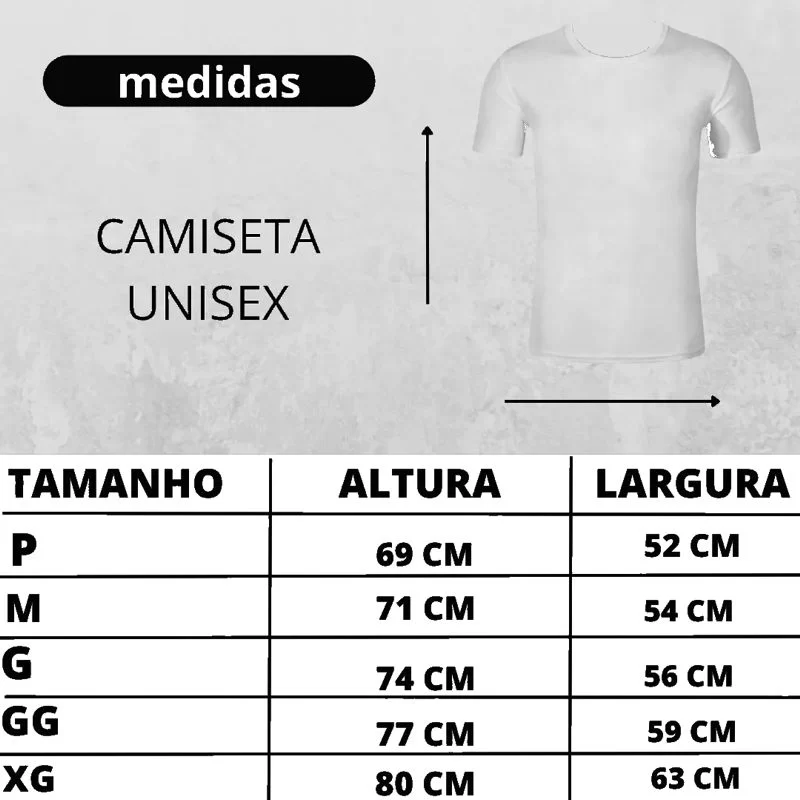 medidas
CAMISETA
UNISEX
TAMANHO ALTURA LARGURA
P 69 CM 52 CM
M 71 CM 54 CM
G 74 CM 56 CM
GG 77 CM 59 CM
XG 80 CM 63 CM